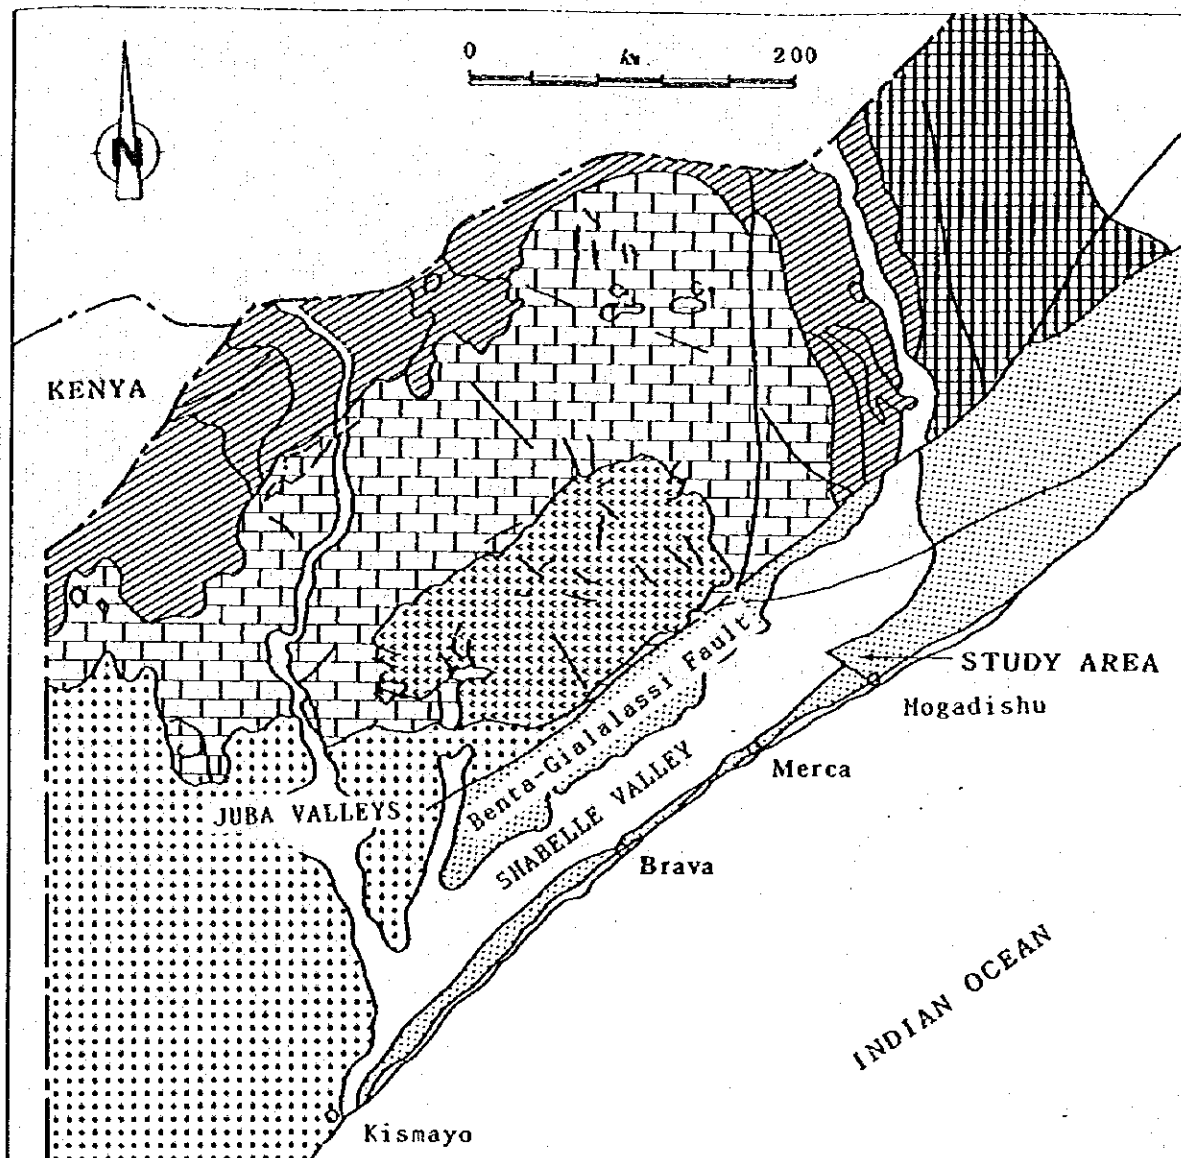 0 km 200
N
KENYA
STUDY AREA
Mogadishu
Benta-Gialalassi Fault
Merca
JUBA VALLEYS
SHABELLE VALLEY
Brava
INDIAN OCEAN
Kismayo